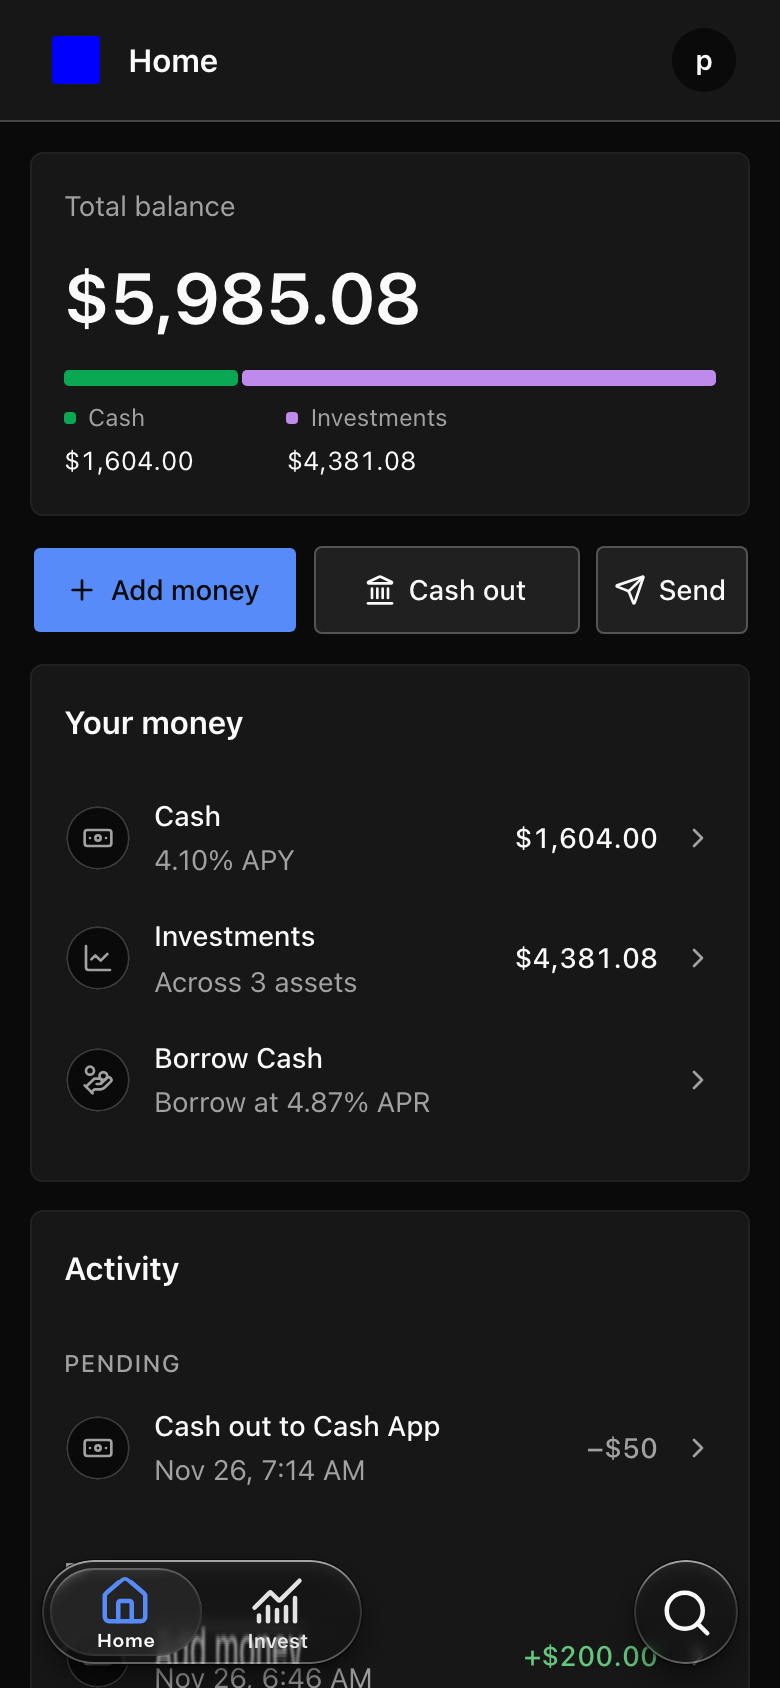 Home
p
Total balance
$5,985.08
Cash
Investments
$1,604.00
$4,381.08
Add money
Cash out
Send
Your money
Cash
4.10% APY
$1,604.00
Investments
Across 3 assets
$4,381.08
Borrow Cash
Borrow at 4.87% APR
Activity
PENDING
Cash out to Cash App
Nov 26, 7:14 AM
–$50
Add money
Nov 26, 6:46 AM
+$200.00
Home
Invest